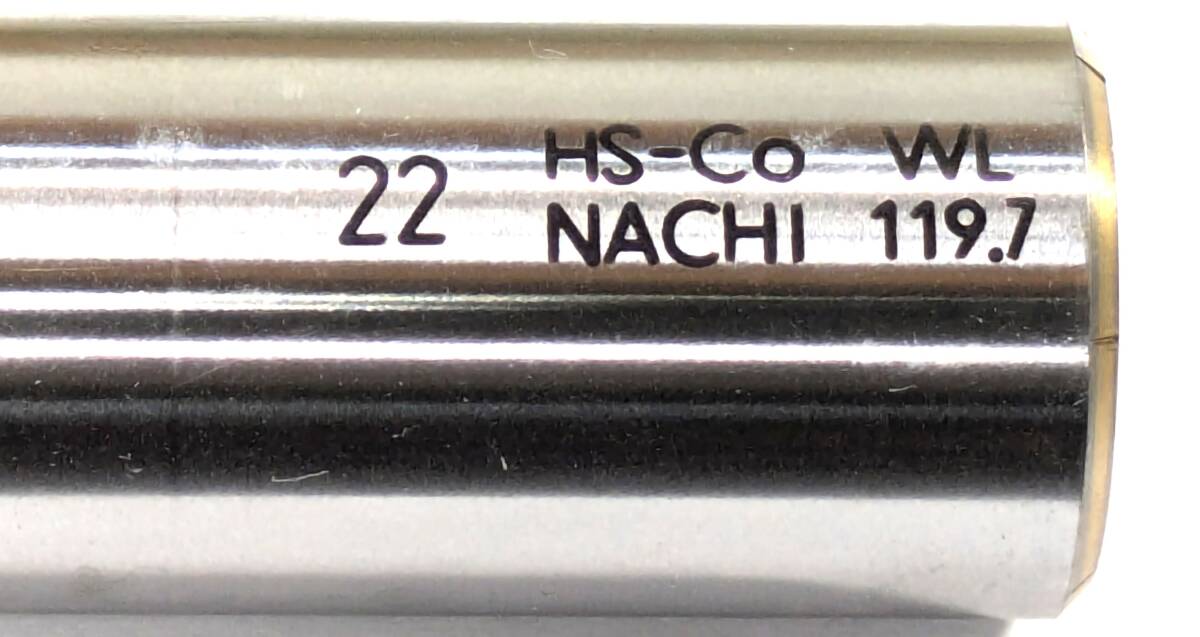 22
HS-Co WL
NACHI 119.7